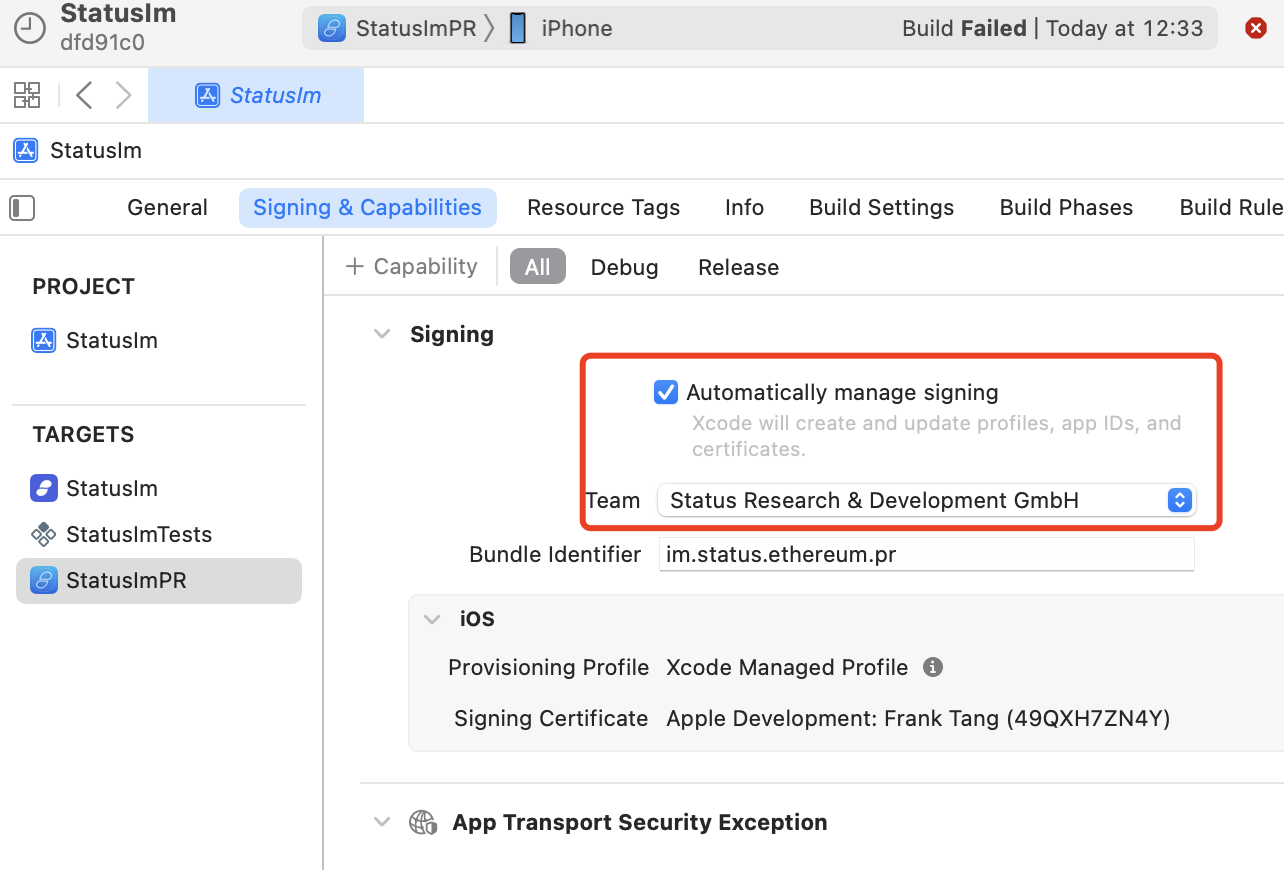 StatusIm
dfd91c0
StatusImPR
iPhone
Build Failed | Today at 12:33
StatusIm
StatusIm
General
Signing & Capabilities
Resource Tags
Info
Build Settings
Build Phases
Build Rule
PROJECT
StatusIm
TARGETS
StatusIm
StatusImTests
StatusImPR
+ Capability
All
Debug
Release
Signing
Automatically manage signing
Xcode will create and update profiles, app IDs, and
certificates.
Team Status Research & Development GmbH
Bundle Identifier im.status.ethereum.pr
iOS
Provisioning Profile Xcode Managed Profile
Signing Certificate Apple Development: Frank Tang (49QXH7ZN4Y)
App Transport Security Exception